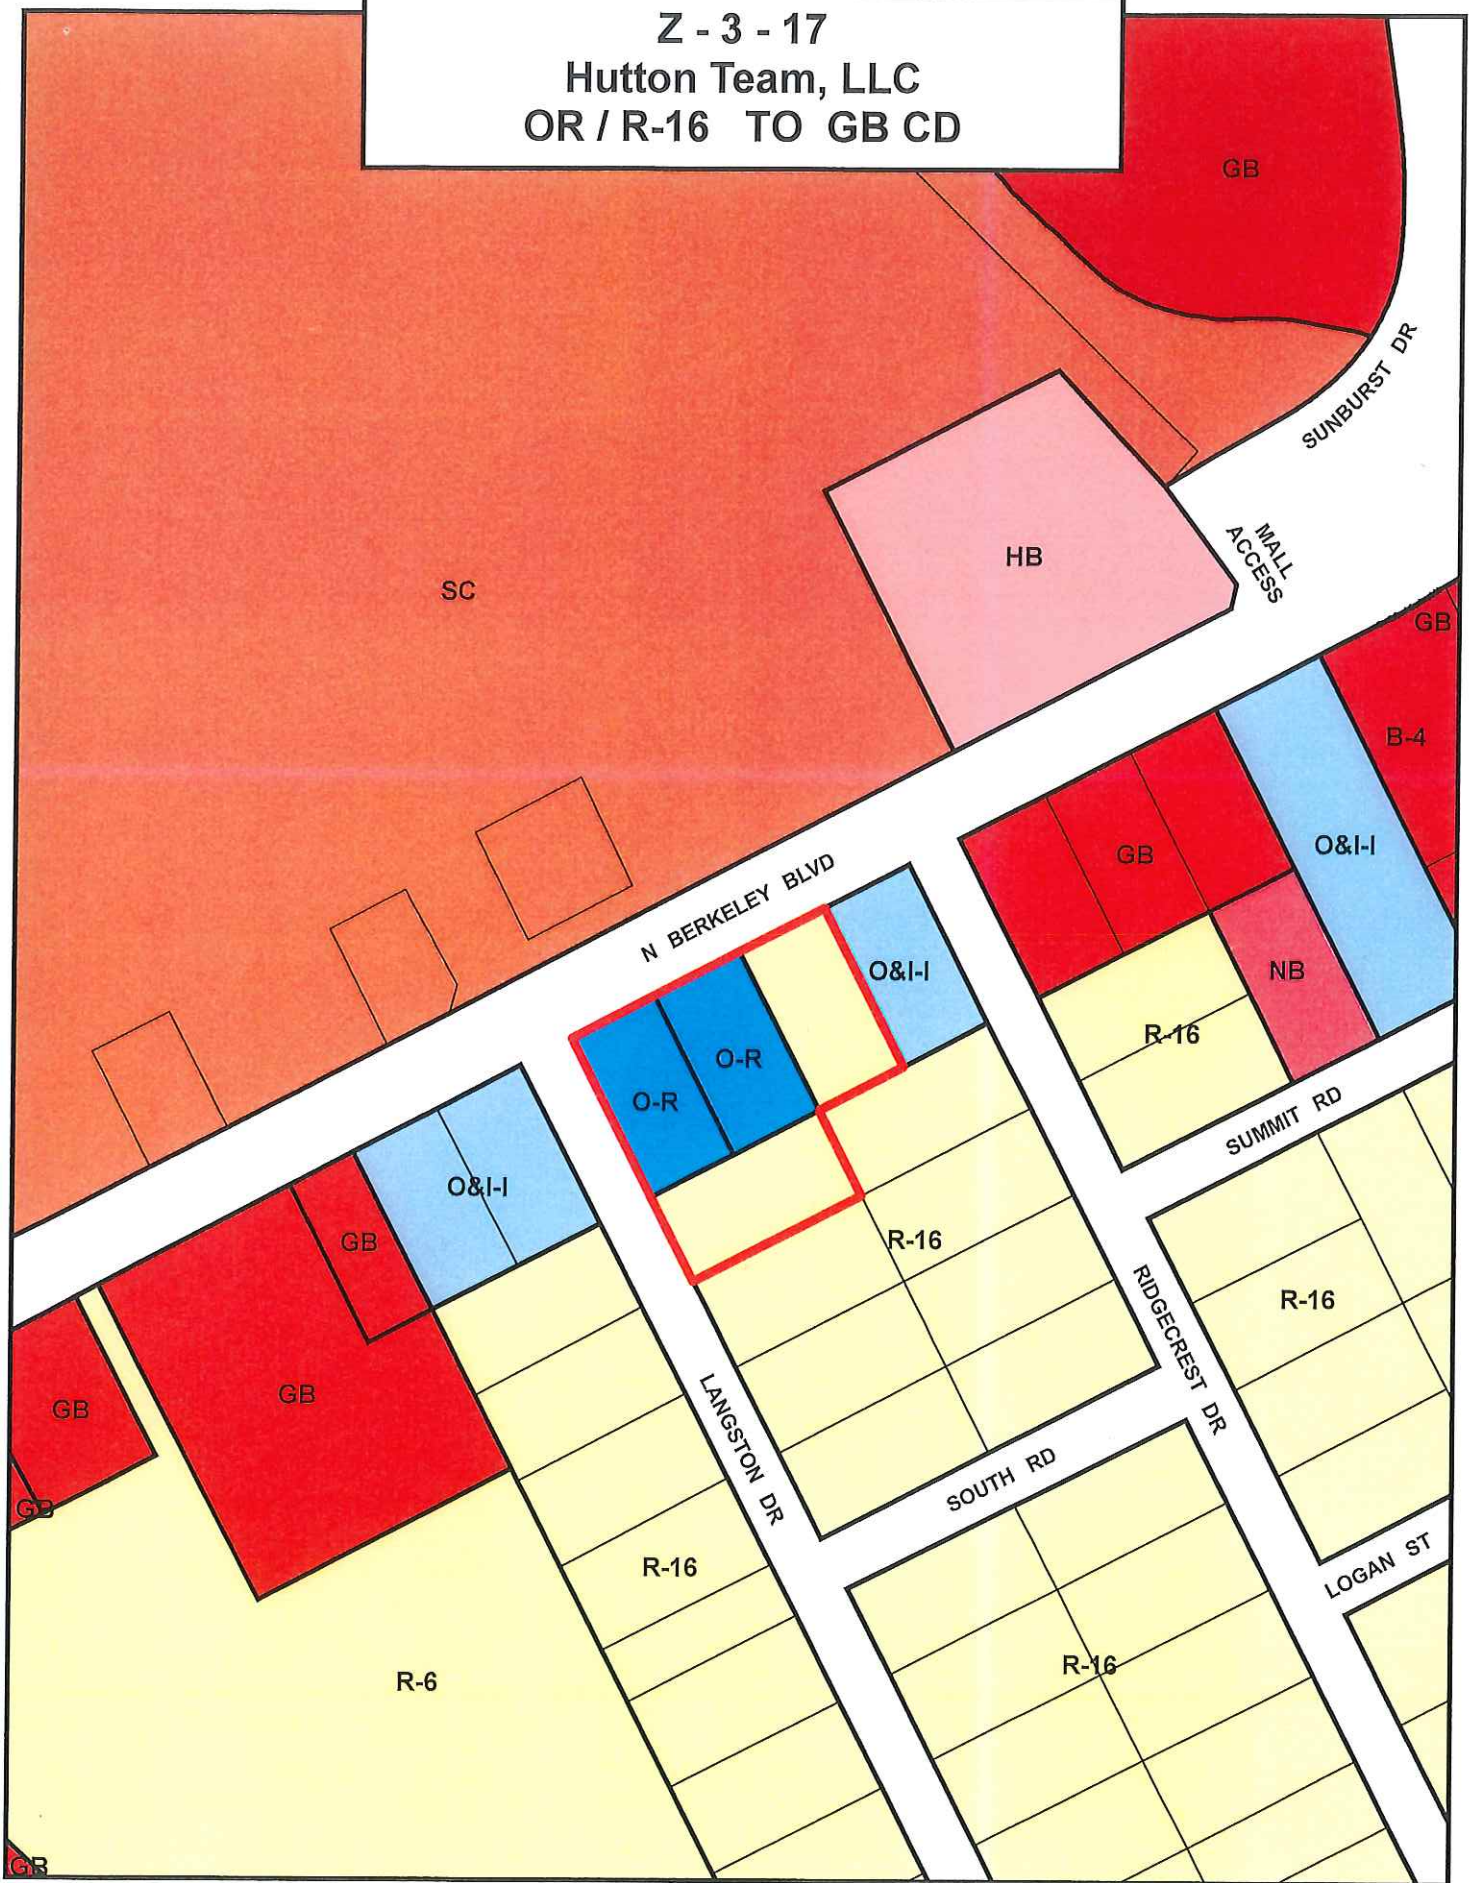 Z - 3 - 17
Hutton Team, LLC
OR / R-16 TO GB CD
GB
SUNBURST DR
MALL
ACCESS
HB
SC
GB
B-4
O&I-I
GB
N BERKELEY BLVD
O&I-I
NB
R-16
O-R
O-R
SUMMIT RD
O&I-I
GB
R-16
R-16
RIDGECREST DR
GB
GB
LANGSTON DR
SOUTH RD
GB
R-16
LOGAN ST
R-16
R-6
GB